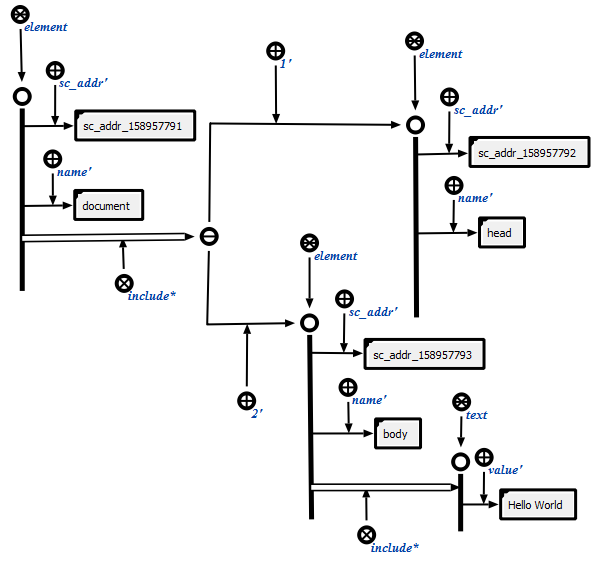 element
sc_addr'
sc_addr_158957791
name'
document
include*
1'
element
sc_addr'
sc_addr_158957792
name'
head
element
sc_addr'
sc_addr_158957793
2'
name'
body
text
value'
Hello World
include*